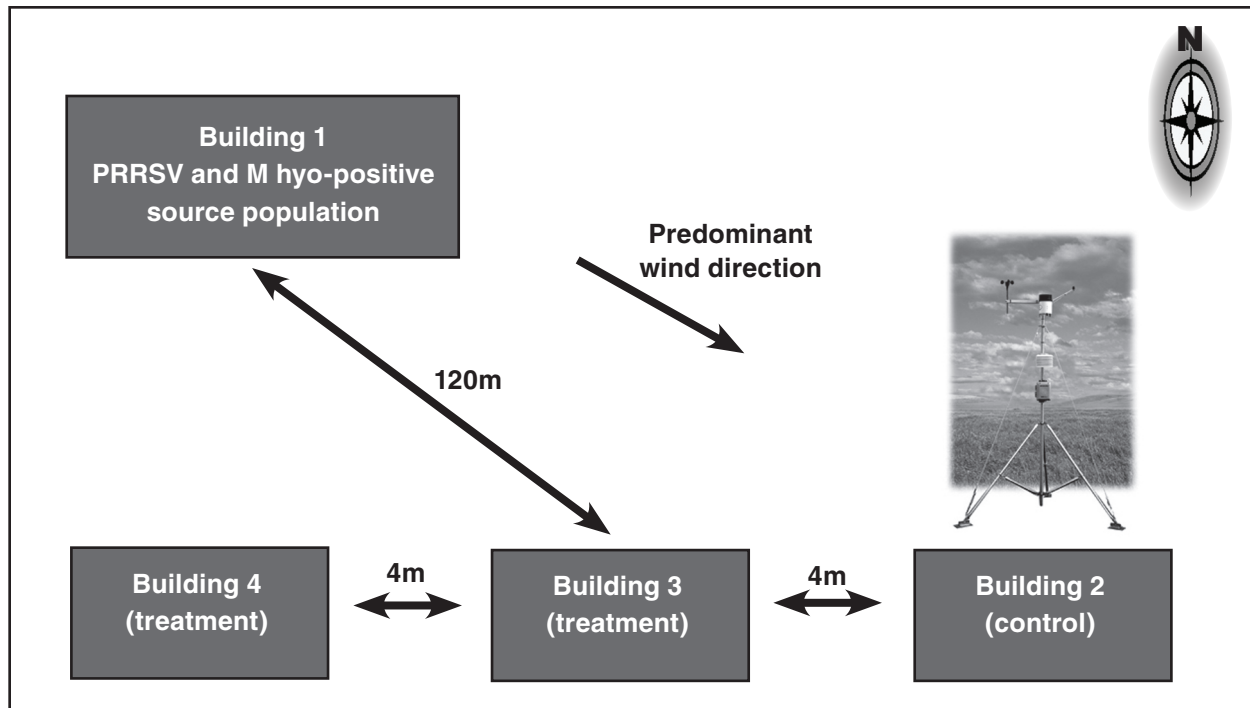 N
Building 1
PRRSV and M hyo-positive
source population
Predominant
wind direction
120m
Building 4
(treatment)
4m
Building 3
(treatment)
4m
Building 2
(control)